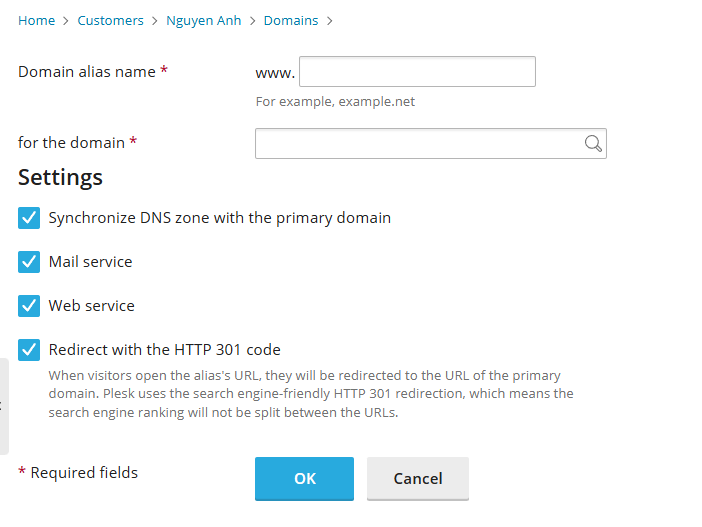 Home > Customers > Nguyen Anh > Domains >
Domain alias name * www.
For example, example.net
for the domain *
Settings
Synchronize DNS zone with the primary domain
Mail service
Web service
Redirect with the HTTP 301 code
When visitors open the alias's URL, they will be redirected to the URL of the primary
domain. Plesk uses the search engine-friendly HTTP 301 redirection, which means the
search engine ranking will not be split between the URLs.
* Required fields OK Cancel